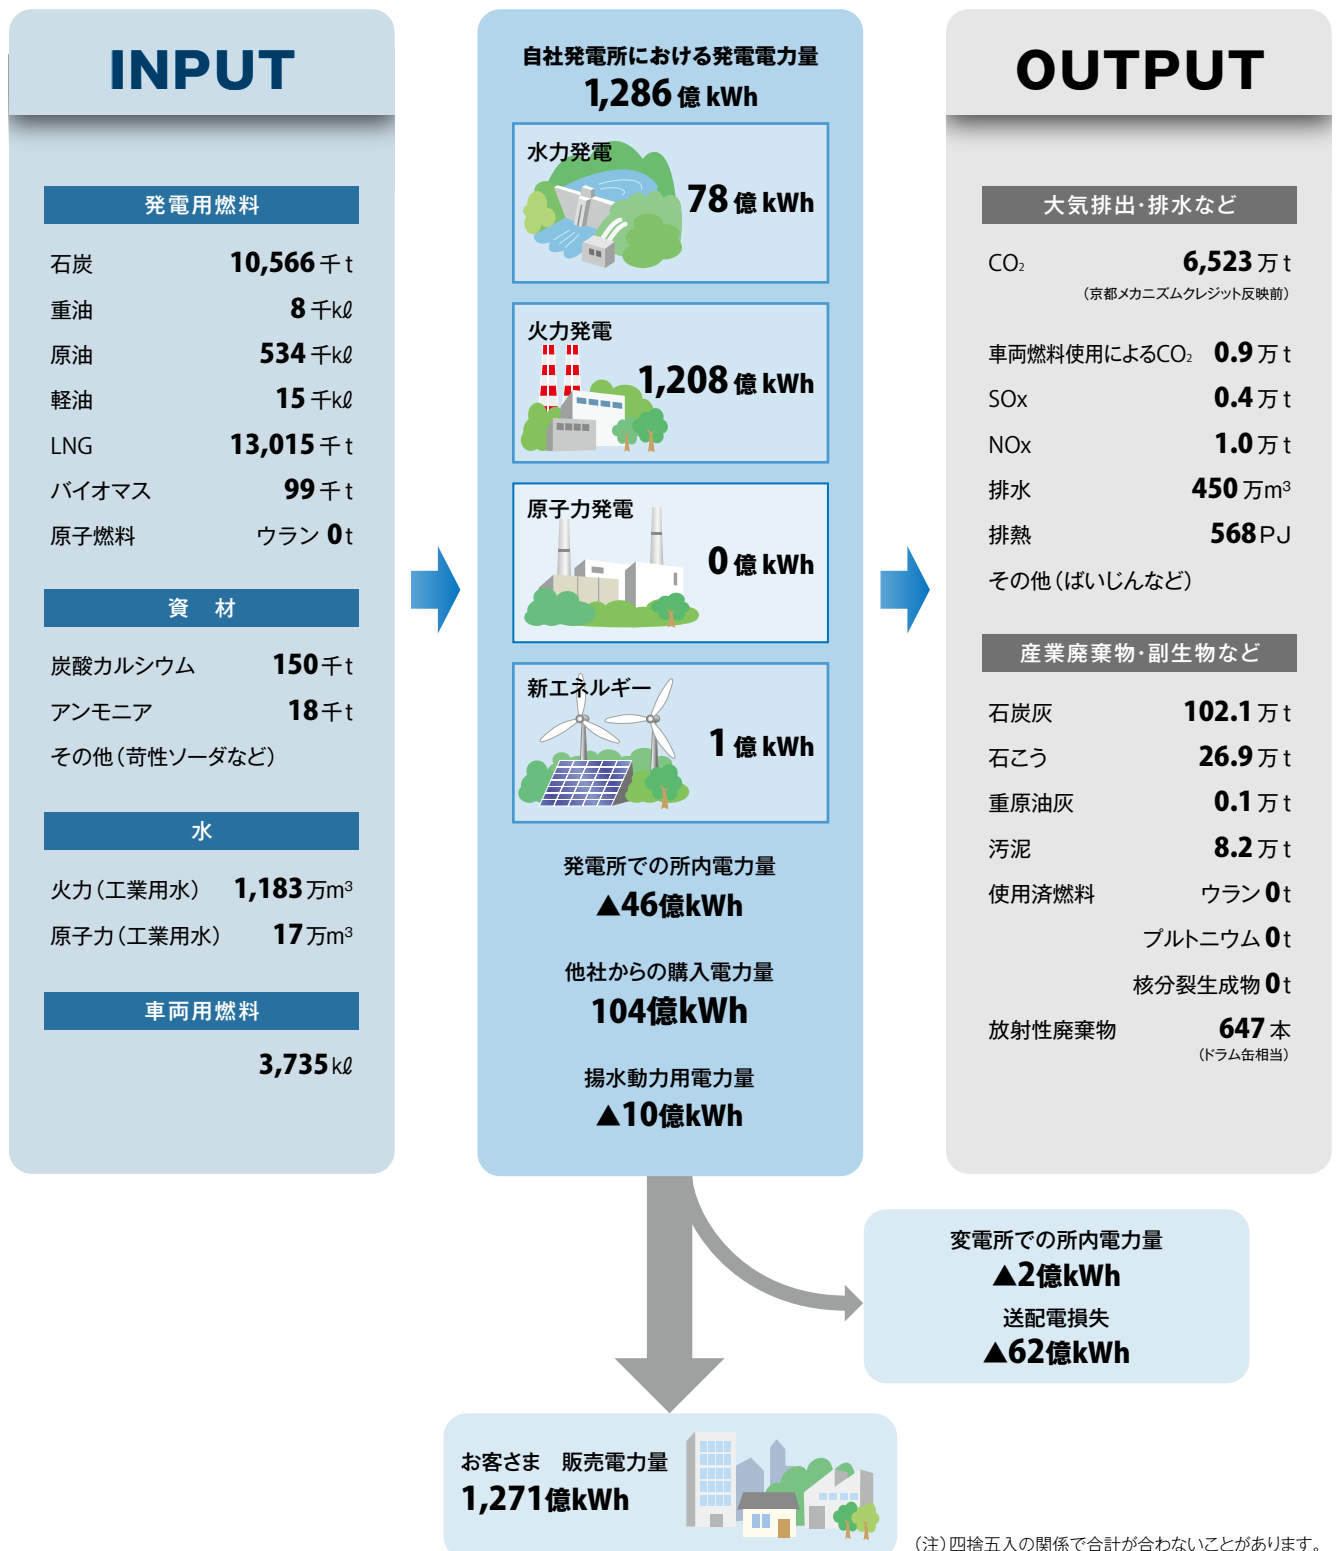 INPUT
発電用燃料
石炭 10,566千t
重油 8千kℓ
原油 534千kℓ
軽油 15千kℓ
LNG 13,015千t
バイオマス 99千t
原子燃料 ウラン 0t
資 材
炭酸カルシウム 150千t
アンモニア 18千t
その他（苛性ソーダなど）
水
火力（工業用水） 1,183万m³
原子力（工業用水） 17万m³
車両用燃料
3,735kℓ
自社発電所における発電電力量
1,286億kWh
水力発電
78億kWh
火力発電
1,208億kWh
原子力発電
0億kWh
新エネルギー
1億kWh
発電所での所内電力量
▲46億kWh
他社からの購入電力量
104億kWh
揚水動力用電力量
▲10億kWh
OUTPUT
大気排出・排水など
CO₂ 6,523万t
（京都メカニズムクレジット反映前）
車両燃料使用によるCO₂ 0.9万t
SOx 0.4万t
NOx 1.0万t
排水 450万m³
排熱 568PJ
その他（ばいじんなど）
産業廃棄物・副生物など
石炭灰 102.1万t
石こう 26.9万t
重原油灰 0.1万t
汚泥 8.2万t
使用済燃料 ウラン 0t
プルトニウム 0t
核分裂生成物 0t
放射性廃棄物 647本
（ドラム缶相当）
変電所での所内電力量
▲2億kWh
送配電損失
▲62億kWh
お客さま 販売電力量
1,271億kWh
（注）四捨五入の関係で合計が合わないことがあります。